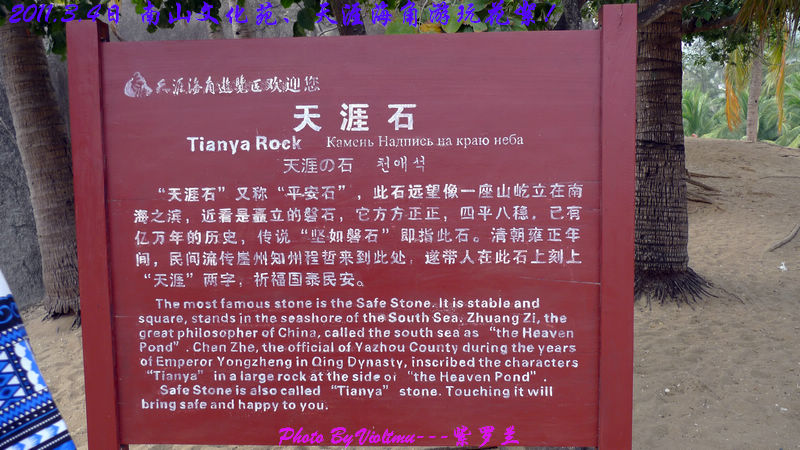 2011.3.4日 南山文化苑、天涯海角游玩花絮！
天涯海角游览区欢迎您
天涯石
Tianya Rock Камень Надпись на краю неба
天涯の石 천애석
“天涯石”又称“平安石”，此石远望像一座山屹立在南
海之滨，近看是矗立的磐石，它方方正正，四平八稳。已有
亿万年的历史，传说“坚如磐石”即指此石。清朝雍正年
间，民间流传崖州知州程哲来到此处，遂带人在此石上刻上
“天涯”两字，祈福国泰民安。
The most famous stone is the Safe Stone. It is stable and
square, stands in the seashore of the South Sea. Zhuang Zi, the
great philosopher of China, called the south sea as “the Heaven
Pond”. Chen Zhe, the official of Yazhou County during the years
of Emperor Yongzheng in Qing Dynasty, inscribed the characters
“Tianya” in a large rock at the side of “the Heaven Pond”.
Safe Stone is also called “Tianya” stone. Touching it will
bring safe and happy to you.
Photo By Violtmu---紫罗兰